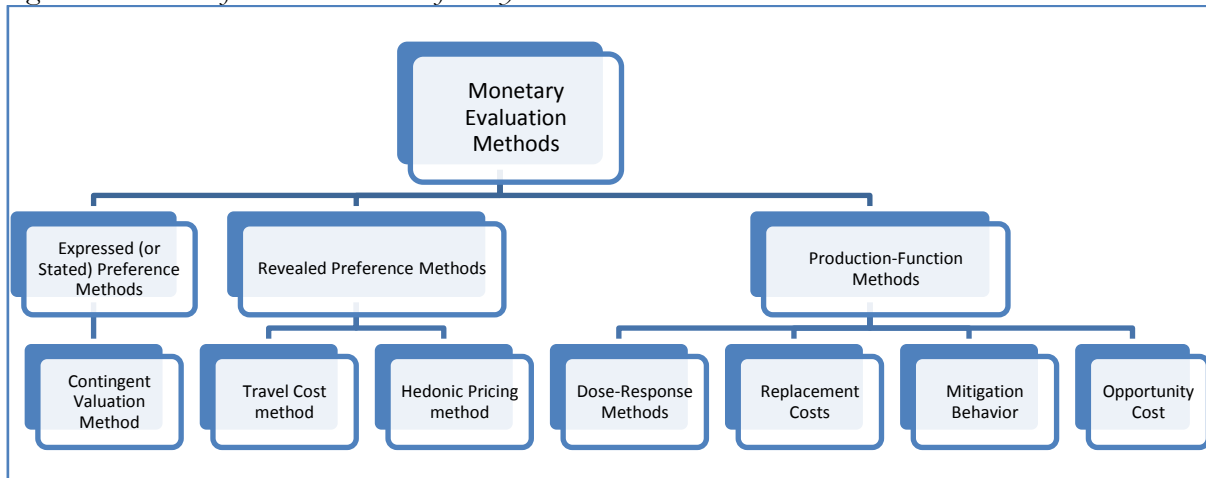 Monetary
Evaluation
Methods
Expressed (or
Stated) Preference
Methods
Revealed Preference Methods
Production-Function
Methods
Contingent
Valuation
Method
Travel Cost
method
Hedonic Pricing
method
Dose-Response
Methods
Replacement
Costs
Mitigation
Behavior
Opportunity
Cost